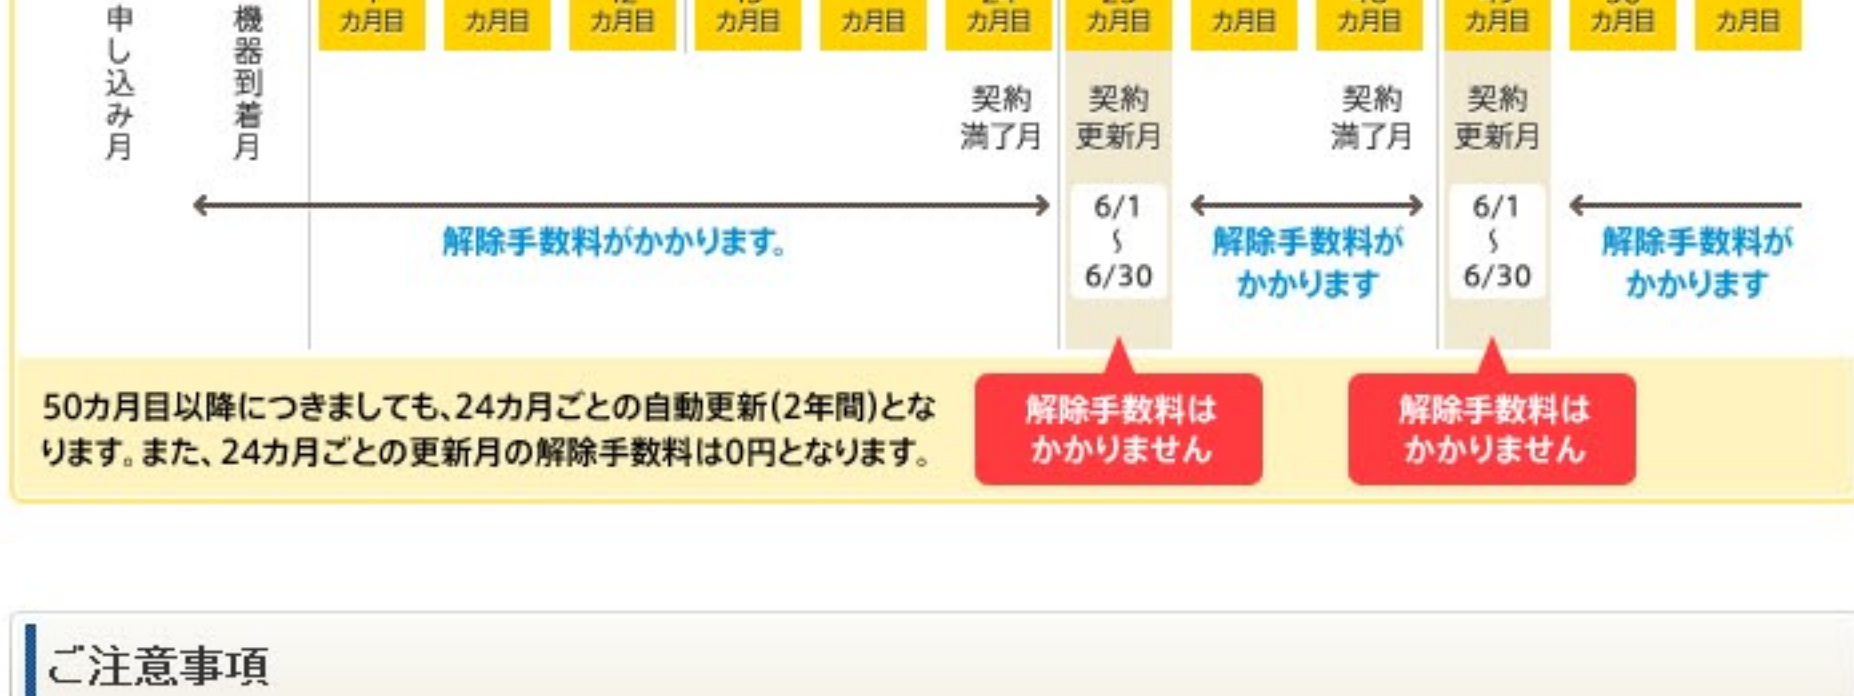 申し込み月
機器到着月
カ月目
カ月目
カ月目
カ月目
カ月目
カ月目
カ月目
カ月目
カ月目
カ月目
カ月目
カ月目
契約
満了月
契約
更新月
契約
満了月
契約
更新月
解除手数料がかかります。
6/1
〜
6/30
解除手数料が
かかります
6/1
〜
6/30
解除手数料が
かかります
50カ月目以降につきましても、24カ月ごとの自動更新(2年間)とな
ります。また、24カ月ごとの更新月の解除手数料は0円となります。
解除手数料は
かかりません
解除手数料は
かかりません
ご注意事項